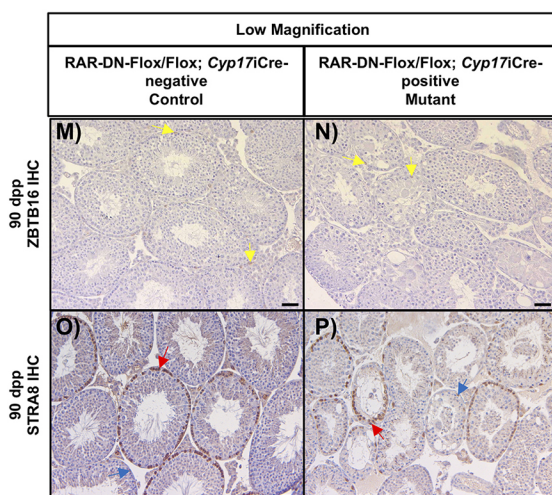 Low Magnification
RAR-DN-Flox/Flox; Cyp17iCre-
negative
Control
RAR-DN-Flox/Flox; Cyp17iCre-
positive
Mutant
90 dpp
ZBTB16 IHC
M)
N)
90 dpp
STRA8 IHC
O)
P)